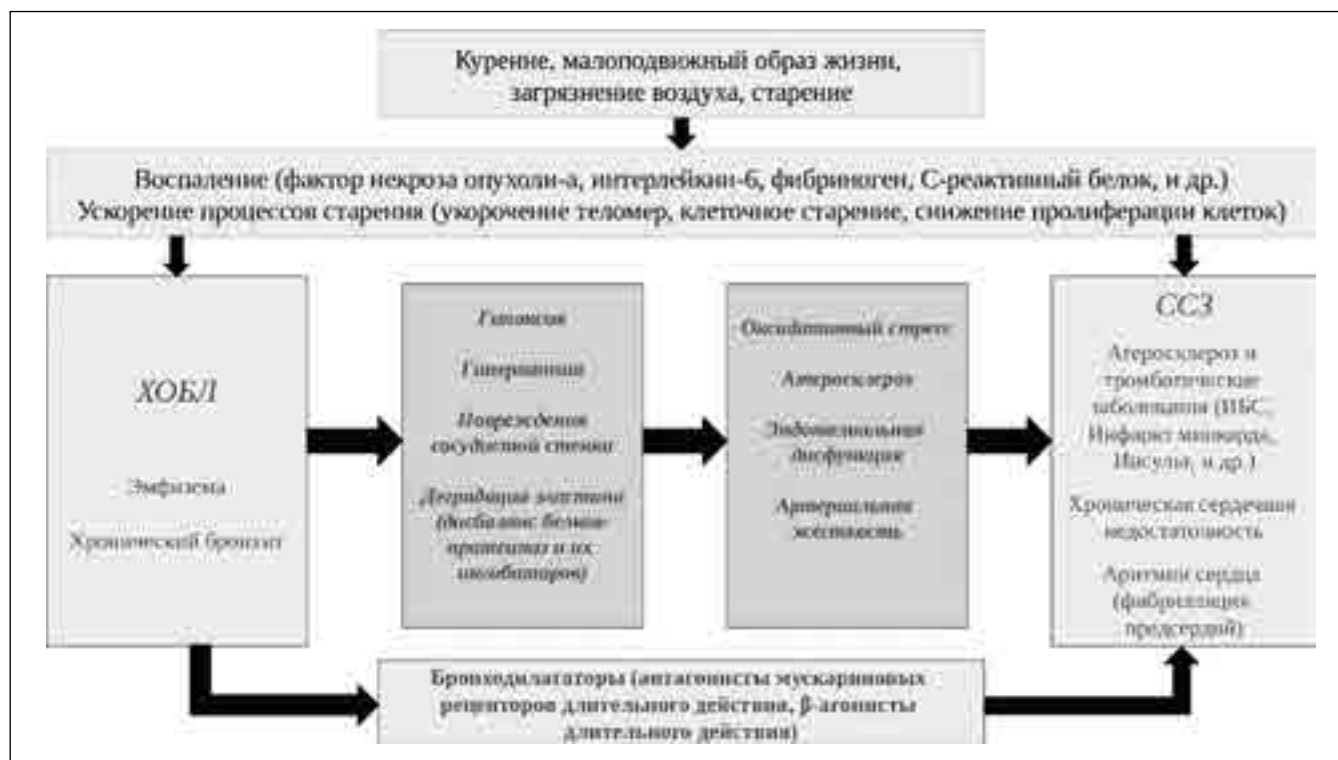 Курение, малоподвижный образ жизни,
загрязнение воздуха, старение
Воспаление (фактор некроза опухоли-а, интерлейкин-6, фибриноген, С-реактивный белок, и др.)
Ускорение процессов старения (укорочение теломер, клеточное старение, снижение пролиферации клеток)
ХОБЛ
Эмфизема
Хронический бронхит
Гипоксия
Гипервентиляция
Повреждения
сосудистой стенки
Деградация эластина
(дисбаланс белков-
протеиназ и их
ингибиторов)
Оксидативный стресс
Атеросклероз
Эндотелиальная
дисфункция
Артериальная
жесткость
ССЗ
Атеросклероз и
тромботические
заболевания (ИБС,
Инфаркт миокарда,
Инсульт, и др.)
Хроническая сердечная
недостаточность
Аритмии сердца
(фибрилляция
предсердий)
Бронходилататоры (антагонисты мускариновых
рецепторов длительного действия, β-агонисты
длительного действия)